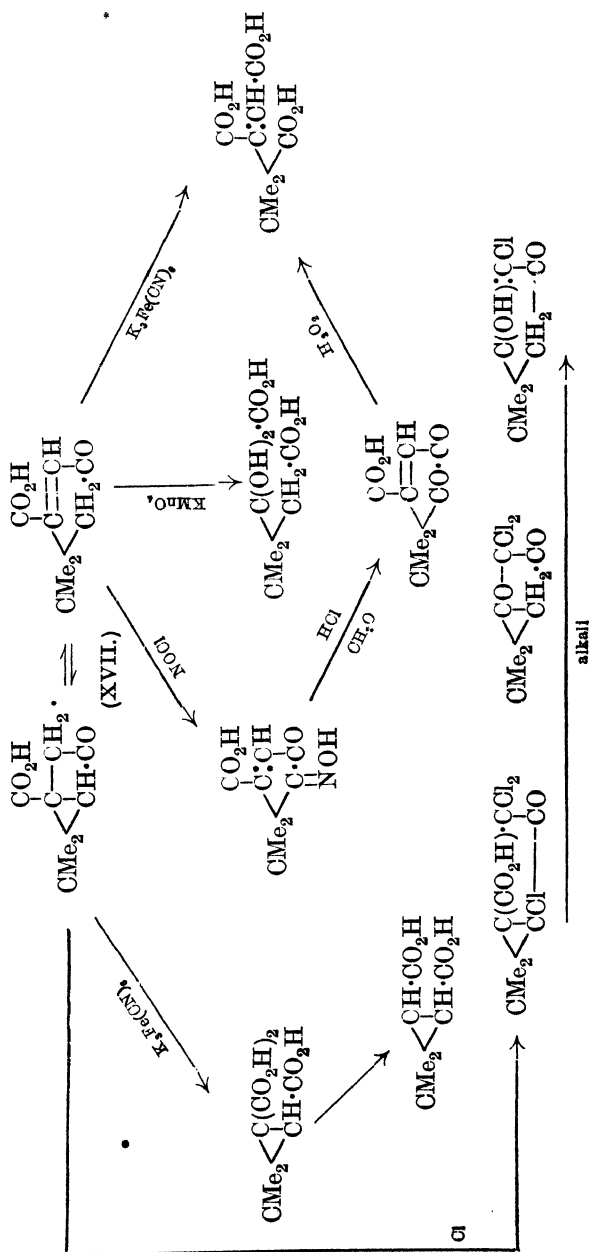 CO₂H CO₂H
C—CH₂· C==CH
CMe₂ ⇌ CMe₂
CH·CO CH₂·CO
(XVII.)
K₃Fe(CN)₆ NOCl KMnO₄ K₃Fe(CN)₆
CO₂H CO₂H
C(CO₂H)₂ C:CH C(OH)₂·CO₂H C:CH·CO₂H
CMe₂ CMe₂ CMe₂ CMe₂
CH·CO₂H C·CO CH₂·CO₂H CO₂H
NOH
HCl
CH₂O H₂O₂
CO₂H
CH·CO₂H C==CH
CMe₂ CMe₂
CH·CO₂H CO·CO
Cl
C(CO₂H)·CCl₂ CO—CCl₂ C(OH):CCl
CMe₂ CMe₂ CMe₂
CCl——CO CH₂·CO CH₂—CO
alkali